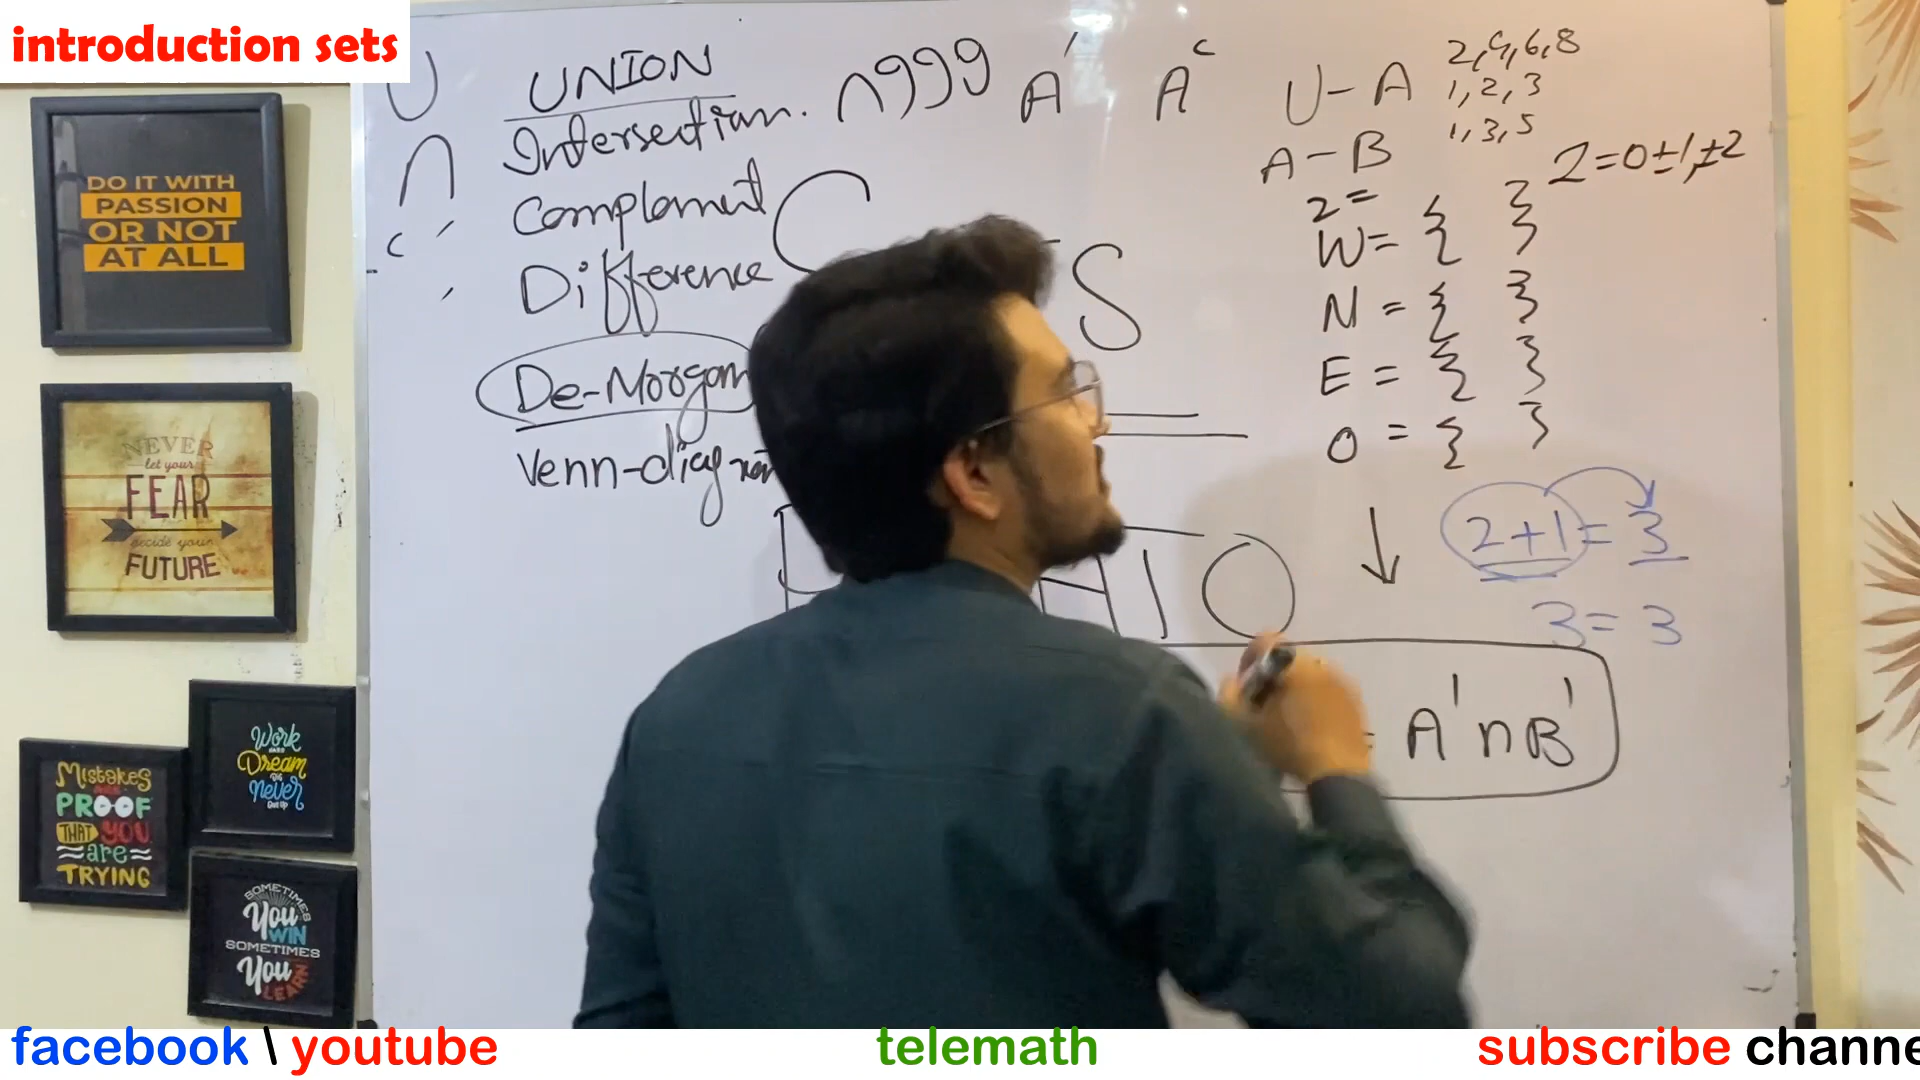 introduction sets
U UNION
∩ Intersection. ∩ A' A^c U-A 2,4,6,8
1,2,3
1,3,5
A-B
Z = 0 ±1, ±2
c ' Complement
Z=
W= { }
' Difference
S S
N = { }
De-Morgan
E = { }
Venn-diag
O = { }
2+1 = 3
3 = 3
= A' ∩ B'
DO IT WITH
PASSION
OR NOT
AT ALL
NEVER
let your
FEAR
decide your
FUTURE
Work
HARD
Dream
BIG
Never
Give Up
Mistakes
ARE
PROOF
THAT YOU
are
TRYING
SOMETIMES
You
WIN
SOMETIMES
You
LEARN
facebook \ youtube telemath subscribe channe